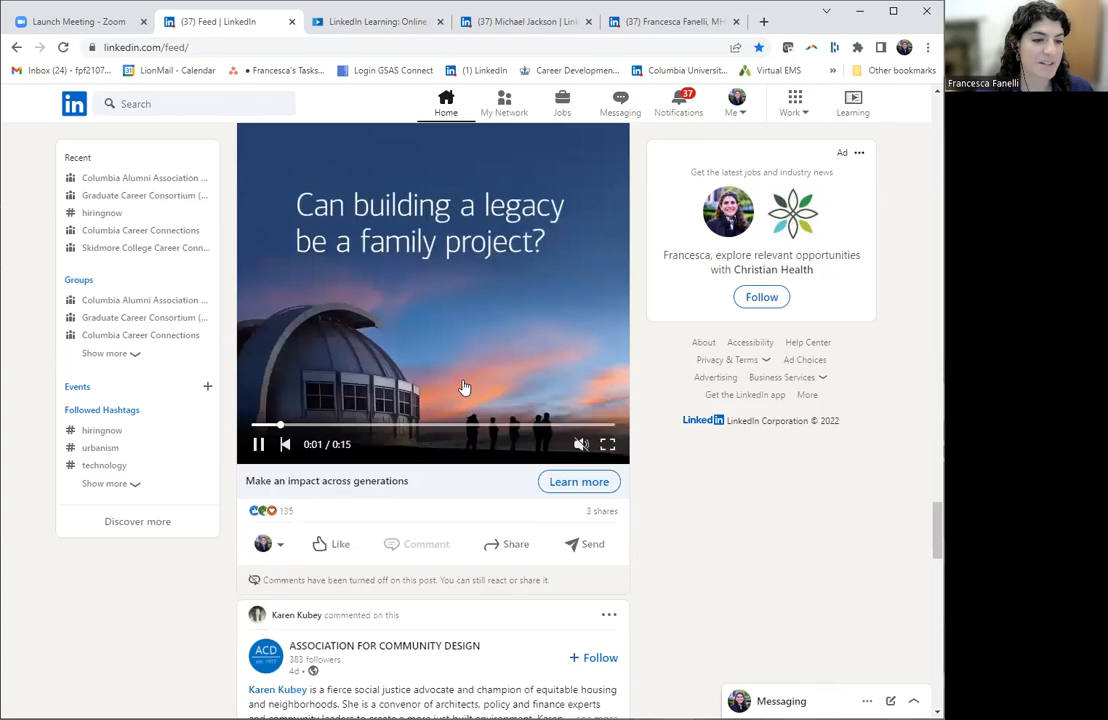 Launch Meeting - Zoom
(37) Feed | LinkedIn
LinkedIn Learning: Online
(37) Michael Jackson | Lin
(37) Francesca Fanelli, MH
linkedin.com/feed/
Inbox (24) - fpf2107...
LionMail - Calendar
Francesca's Tasks...
Login GSAS Connect
(1) LinkedIn
Career Developmen...
Columbia Universit...
Virtual EMS
»
Other bookmarks
Francesca Fanelli
in
Search
Home
My Network
Jobs
Messaging
37
Notifications
Me
Work
Learning
Recent
Columbia Alumni Association ...
Graduate Career Consortium (...
# hiringnow
Columbia Career Connections
Skidmore College Career Conn...
Groups
Columbia Alumni Association ...
Graduate Career Consortium (...
Columbia Career Connections
Show more
Events
+
Followed Hashtags
# hiringnow
# urbanism
# technology
Show more
Discover more
Can building a legacy
be a family project?
0:01 / 0:15
Make an impact across generations
Learn more
135
3 shares
Like
Comment
Share
Send
Comments have been turned off on this post. You can still react or share it.
Karen Kubey commented on this
ACD
ASSOCIATION FOR COMMUNITY DESIGN
383 followers
4d •
+ Follow
Karen Kubey is a fierce social justice advocate and champion of equitable housing
and neighborhoods. She is a convenor of architects, policy and finance experts
Ad
Get the latest jobs and industry news
Francesca, explore relevant opportunities
with Christian Health
Follow
About
Accessibility
Help Center
Privacy & Terms
Ad Choices
Advertising
Business Services
Get the LinkedIn app
More
LinkedIn LinkedIn Corporation © 2022
Messaging